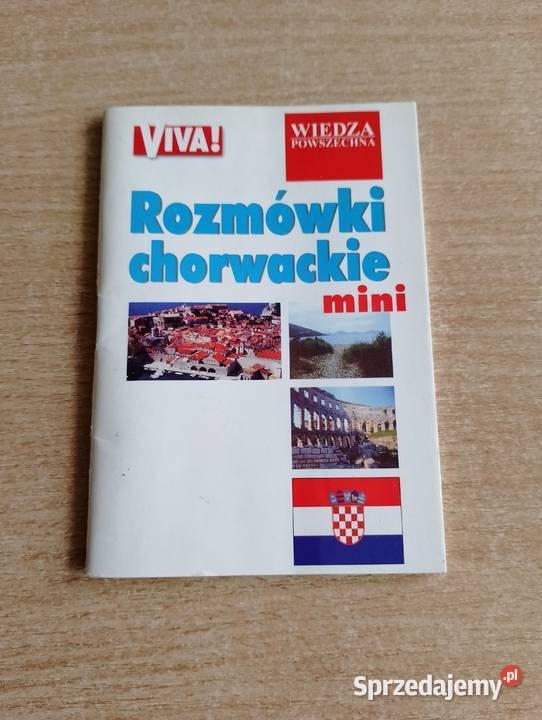 VIVA!
WIEDZA
POWSZECHNA
Rozmówki
chorwackie
mini
Sprzedajemy.pl